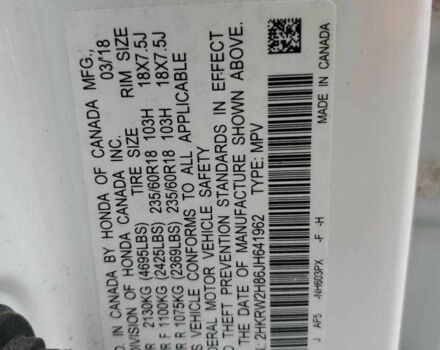 D. IN CANADA BY HONDA OF CANADA MFG.,
DIVISION OF HONDA CANADA INC. 03/18
TIRE SIZE RIM SIZE
2130KG (4695LBS)
F 1100KG (2425LBS) 235/60R18 103H 18X7.5J
R 1075KG (2369LBS) 235/60R18 103H 18X7.5J
S VEHICLE CONFORMS TO ALL APPLICABLE
DERAL MOTOR VEHICLE SAFETY
D THEFT PREVENTION STANDARDS IN EFFECT
THE DATE OF MANUFACTURE SHOWN ABOVE.
2HKRW2H86JH641962 TYPE: MPV
J AF5 -NH603PX -F -H MADE IN CANADA